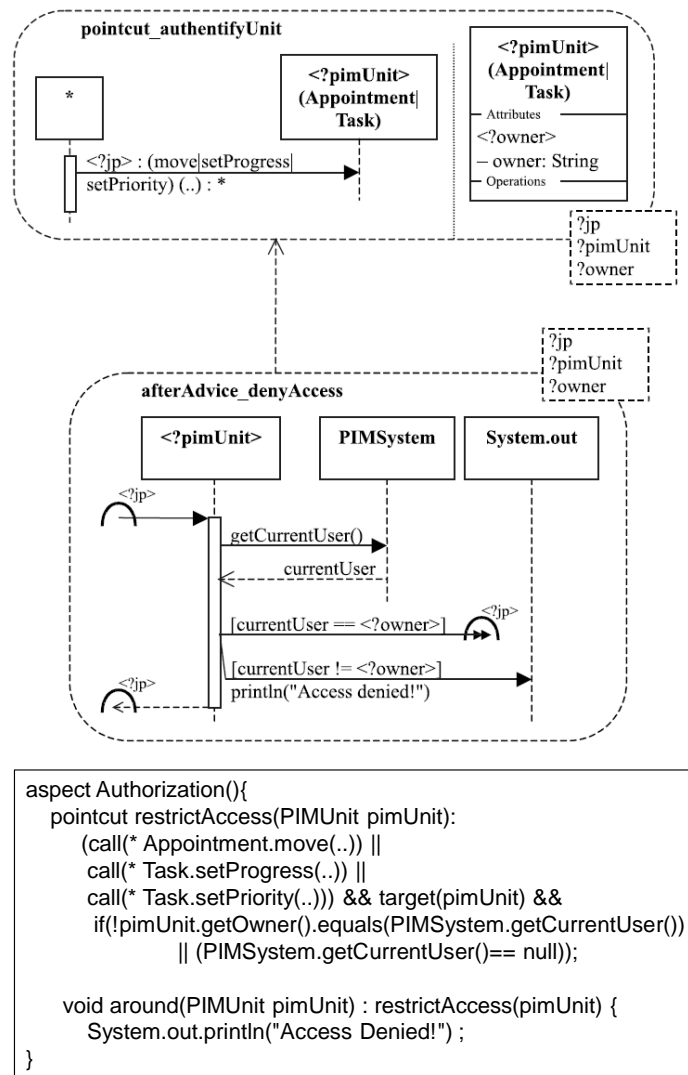 pointcut_authentifyUnit
*
<?pimUnit>
(Appointment|
Task)
<?jp> : (move|setProgress|
setPriority) (..) : *
<?pimUnit>
(Appointment|
Task)
Attributes
<?owner>
– owner: String
Operations
?jp
?pimUnit
?owner
?jp
?pimUnit
?owner
afterAdvice_denyAccess
<?pimUnit>
PIMSystem
System.out
<?jp>
getCurrentUser()
currentUser
<?jp>
[currentUser == <?owner>]
[currentUser != <?owner>]
println("Access denied!")
<?jp>
aspect Authorization(){
pointcut restrictAccess(PIMUnit pimUnit):
(call(* Appointment.move(..)) ||
call(* Task.setProgress(..)) ||
call(* Task.setPriority(..))) && target(pimUnit) &&
if(!pimUnit.getOwner().equals(PIMSystem.getCurrentUser())
|| (PIMSystem.getCurrentUser()== null));
void around(PIMUnit pimUnit) : restrictAccess(pimUnit) {
System.out.println("Access Denied!") ;
}